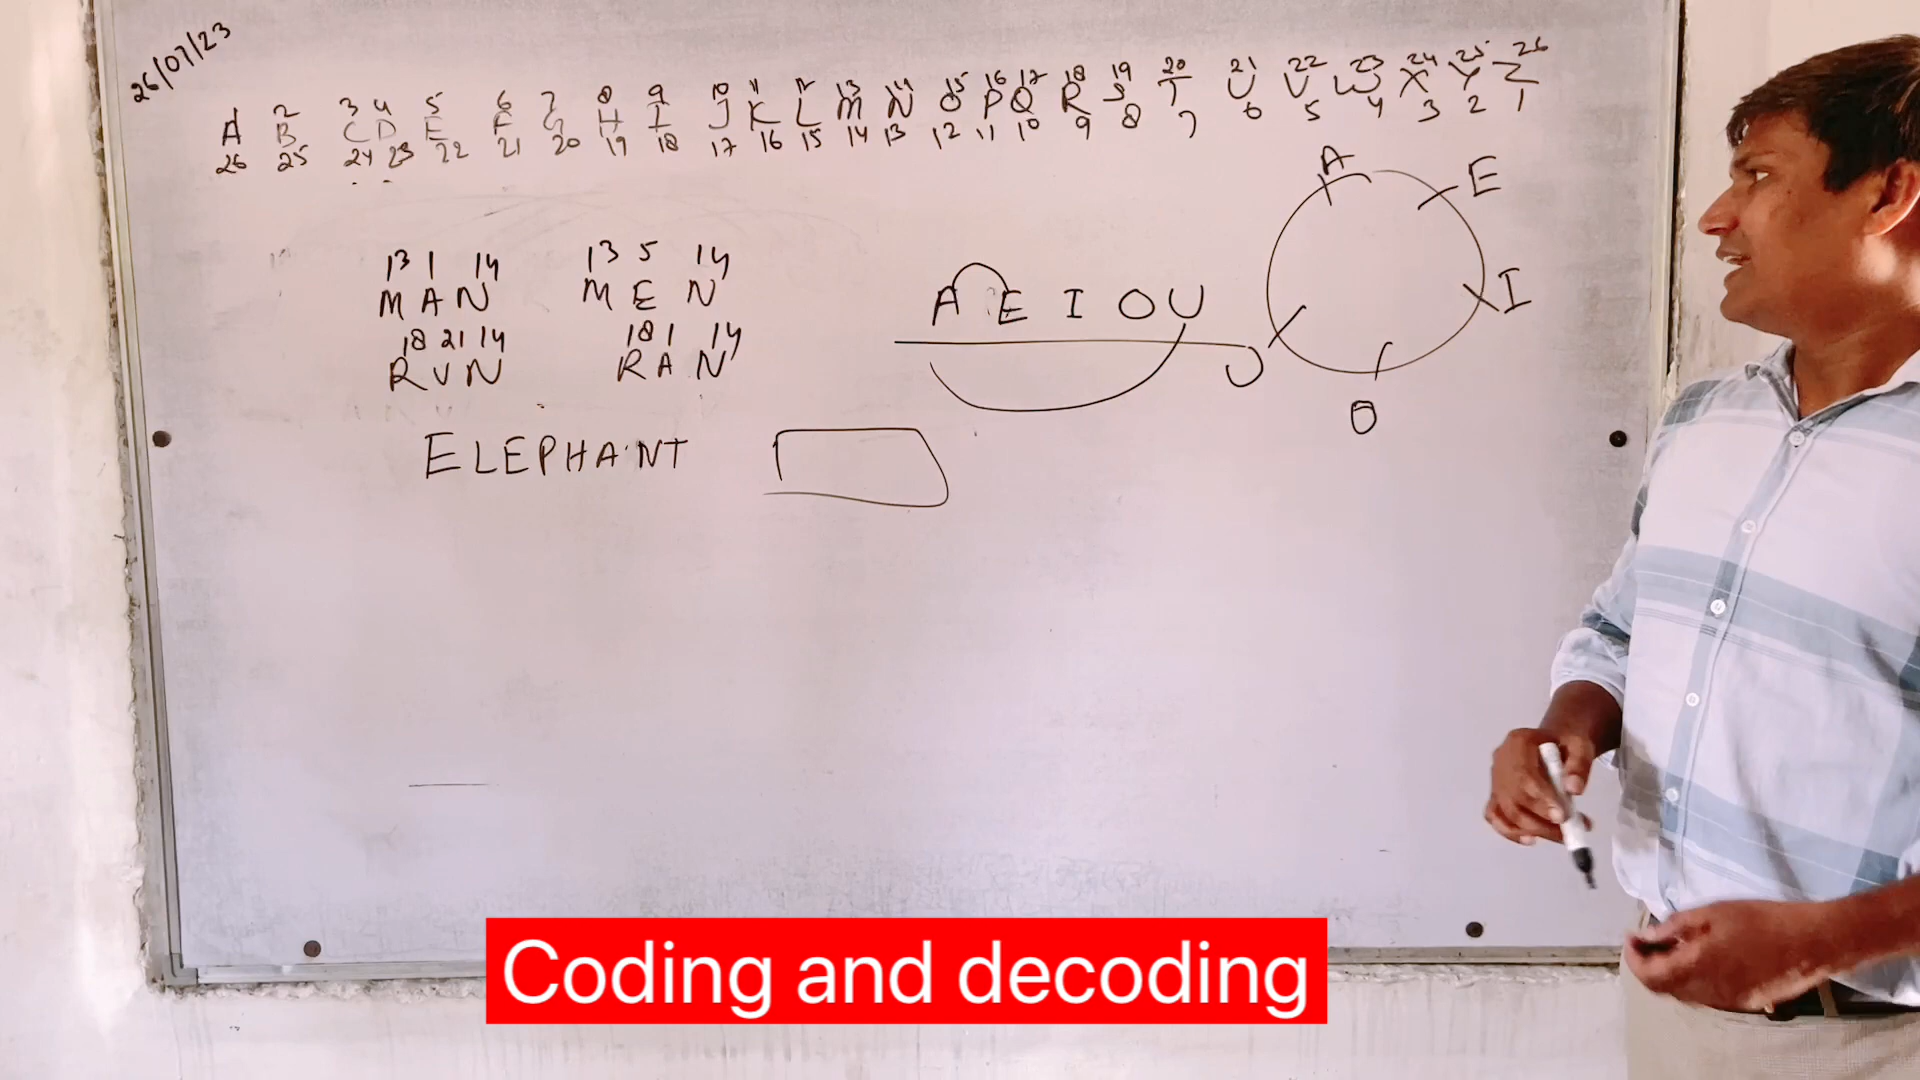 26/07/23
1 2 3 4 5 6 7 8 9 10 11 12 13 14 15 16 17 18 19 20 21 22 23 24 25 26
A B C D E F G H I J K L M N O P Q R S T U V W X Y Z
26 25 24 23 22 21 20 19 18 17 16 15 14 13 12 11 10 9 8 7 6 5 4 3 2 1
13 1 14 13 5 14
MAN MEN
18 21 14 18 1 14
RUN RAN
ELEPHANT
A E I O U
A
E
I
O
U
Coding and decoding